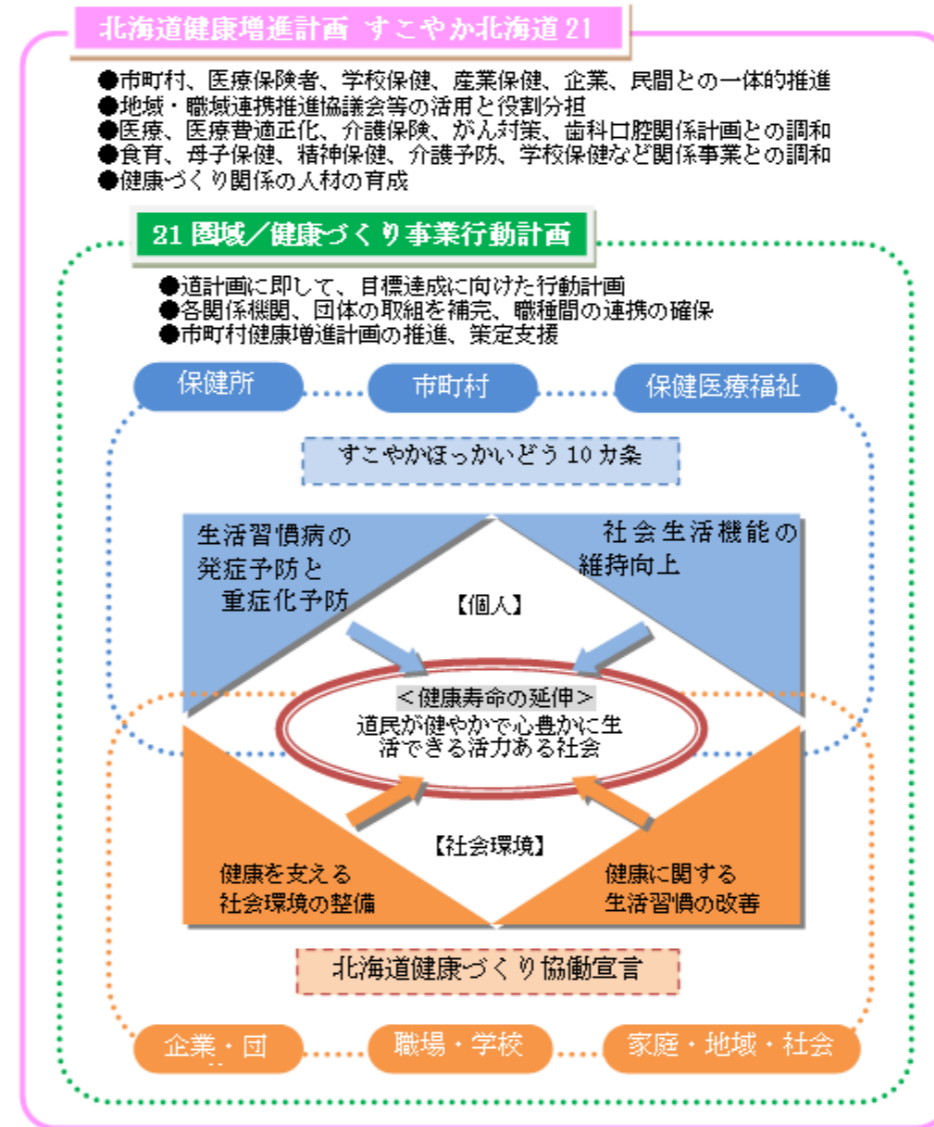 北海道健康増進計画 すこやか北海道21
●市町村、医療保険者、学校保健、産業保健、企業、民間との一体的推進
●地域・職域連携推進協議会等の活用と役割分担
●医療、医療費適正化、介護保険、がん対策、歯科口腔関係計画との調和
●食育、母子保健、精神保健、介護予防、学校保健など関係事業との調和
●健康づくり関係の人材の育成
21圏域／健康づくり事業行動計画
●道計画に即して、目標達成に向けた行動計画
●各関係機関、団体の取組を補完、職種間の連携の確保
●市町村健康増進計画の推進、策定支援
保健所
市町村
保健医療福祉
すこやかほっかいどう10カ条
生活習慣病の
発症予防と
重症化予防
社会生活機能の
維持向上
【個人】
＜健康寿命の延伸＞
道民が健やかで心豊かに生
活できる活力ある社会
【社会環境】
健康を支える
社会環境の整備
健康に関する
生活習慣の改善
北海道健康づくり協働宣言
企業・団
職場・学校
家庭・地域・社会